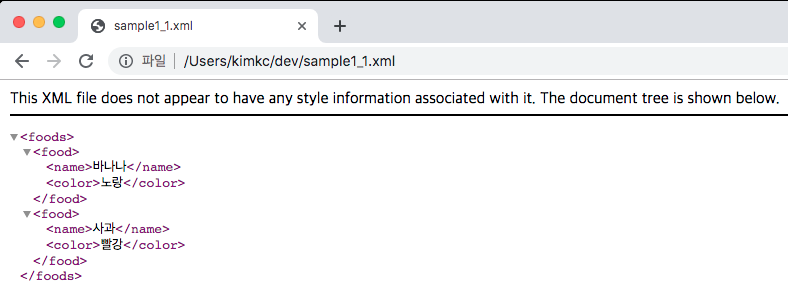 sample1_1.xml
파일 | /Users/kimkc/dev/sample1_1.xml
This XML file does not appear to have any style information associated with it. The document tree is shown below.
<foods>
<food>
<name>바나나</name>
<color>노랑</color>
</food>
<food>
<name>사과</name>
<color>빨강</color>
</food>
</foods>